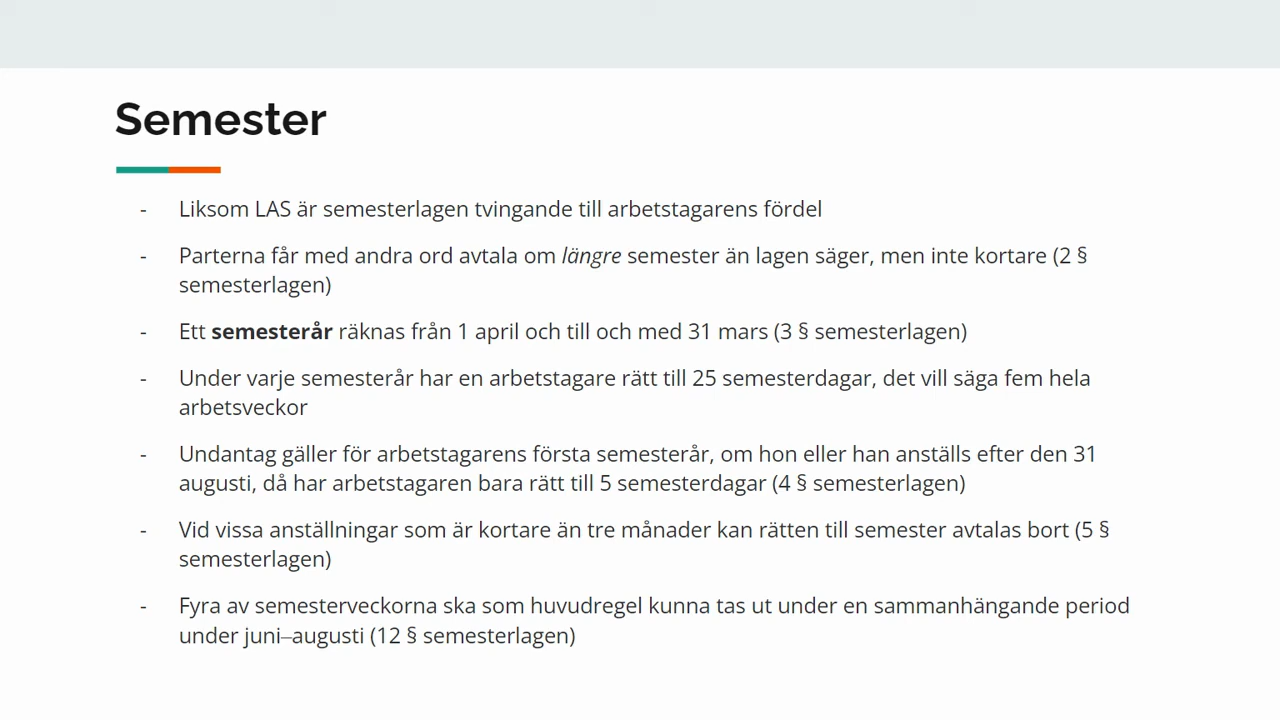 Semester
- Liksom LAS är semesterlagen tvingande till arbetstagarens fördel
- Parterna får med andra ord avtala om längre semester än lagen säger, men inte kortare (2 §
semesterlagen)
- Ett semesterår räknas från 1 april och till och med 31 mars (3 § semesterlagen)
- Under varje semesterår har en arbetstagare rätt till 25 semesterdagar, det vill säga fem hela
arbetsveckor
- Undantag gäller för arbetstagarens första semesterår, om hon eller han anställs efter den 31
augusti, då har arbetstagaren bara rätt till 5 semesterdagar (4 § semesterlagen)
- Vid vissa anställningar som är kortare än tre månader kan rätten till semester avtalas bort (5 §
semesterlagen)
- Fyra av semesterveckorna ska som huvudregel kunna tas ut under en sammanhängande period
under juni–augusti (12 § semesterlagen)